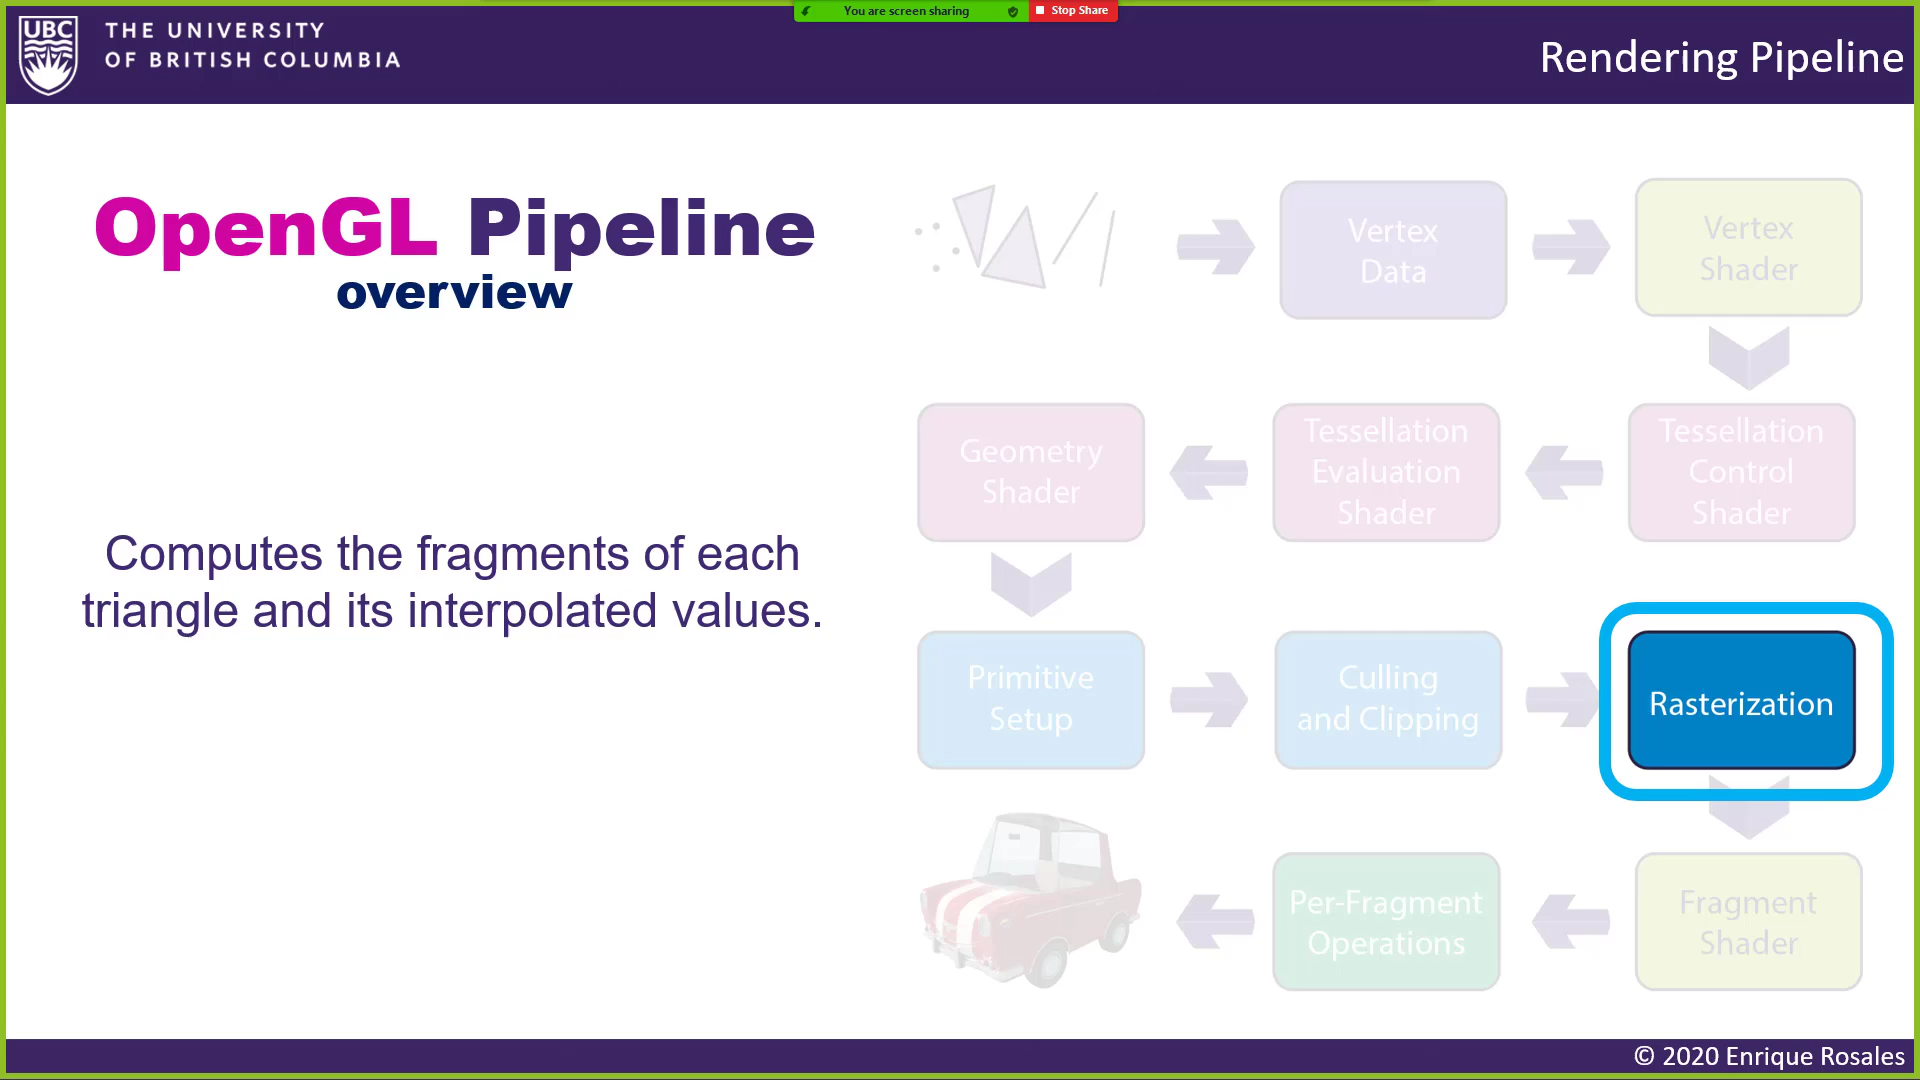 You are screen sharing
Stop Share
UBC
THE UNIVERSITY
OF BRITISH COLUMBIA
Rendering Pipeline
OpenGL Pipeline
overview
Computes the fragments of each
triangle and its interpolated values.
Vertex
Data
Vertex
Shader
Tessellation
Control
Shader
Tessellation
Evaluation
Shader
Geometry
Shader
Primitive
Setup
Culling
and Clipping
Rasterization
Fragment
Shader
Per-Fragment
Operations
© 2020 Enrique Rosales